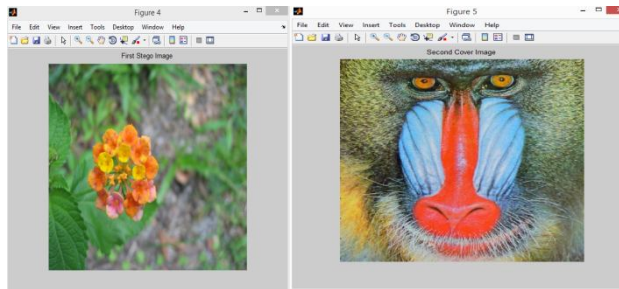 Figure 4
File Edit View Insert Tools Desktop Window Help
First Stego Image
Figure 5
File Edit View Insert Tools Desktop Window Help
Second Cover Image